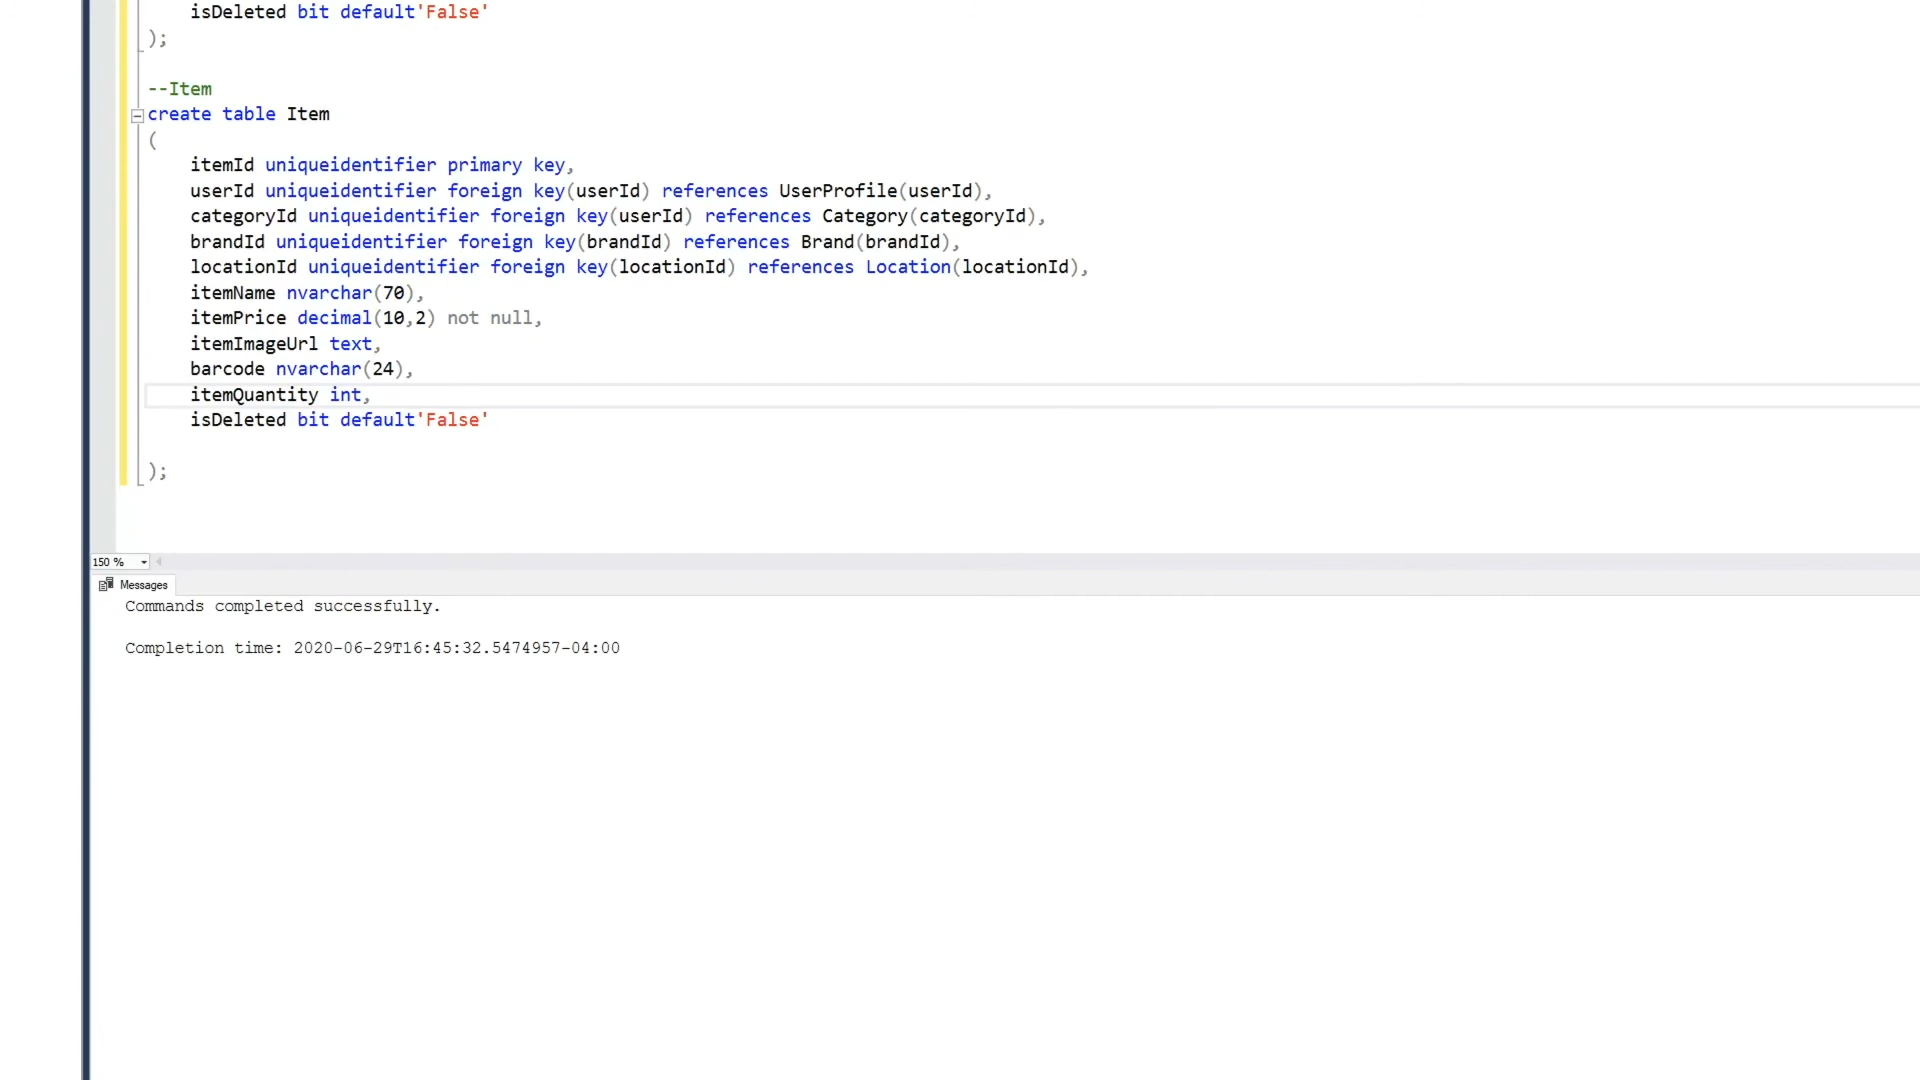 isDeleted bit default'False'
);
--Item
create table Item
(
itemId uniqueidentifier primary key,
userId uniqueidentifier foreign key(userId) references UserProfile(userId),
categoryId uniqueidentifier foreign key(userId) references Category(categoryId),
brandId uniqueidentifier foreign key(brandId) references Brand(brandId),
locationId uniqueidentifier foreign key(locationId) references Location(locationId),
itemName nvarchar(70),
itemPrice decimal(10,2) not null,
itemImageUrl text,
barcode nvarchar(24),
itemQuantity int,
isDeleted bit default'False'
);
150 %
Messages
Commands completed successfully.
Completion time: 2020-06-29T16:45:32.5474957-04:00